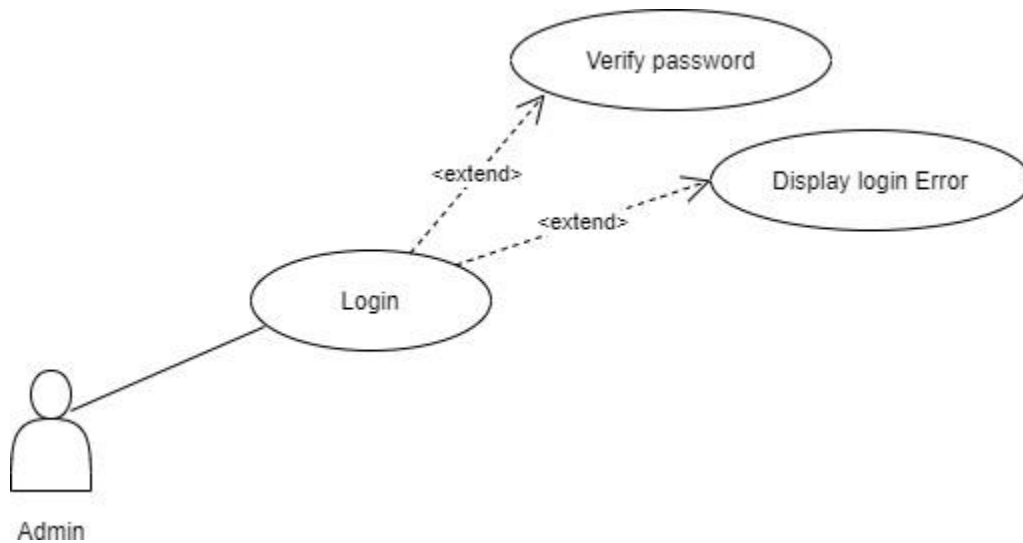 Verify password
<extend>
Display login Error
<extend>
Login
Admin